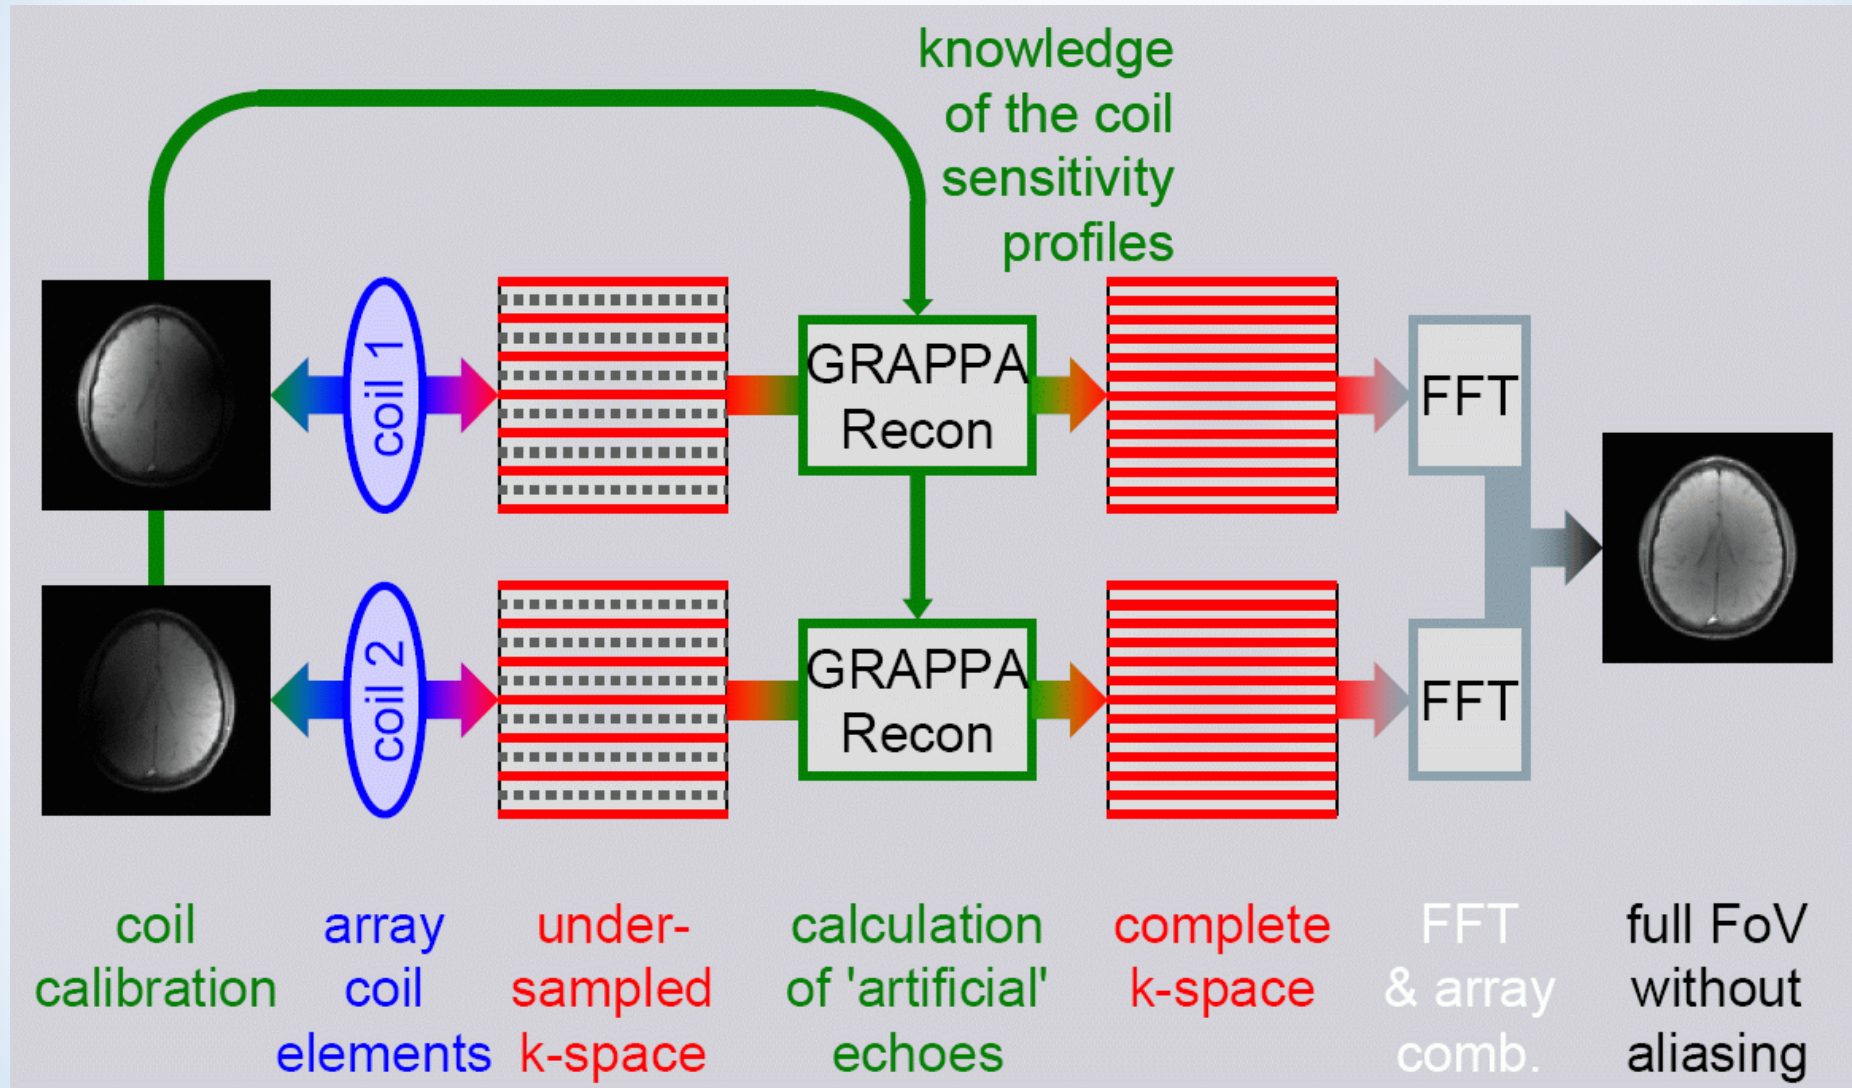 knowledge
of the coil
sensitivity
profiles
coil 1
GRAPPA
Recon
FFT
coil 2
GRAPPA
Recon
FFT
coil
calibration
array
coil
elements
under-
sampled
k-space
calculation
of 'artificial'
echoes
complete
k-space
FFT
& array
comb.
full FoV
without
aliasing